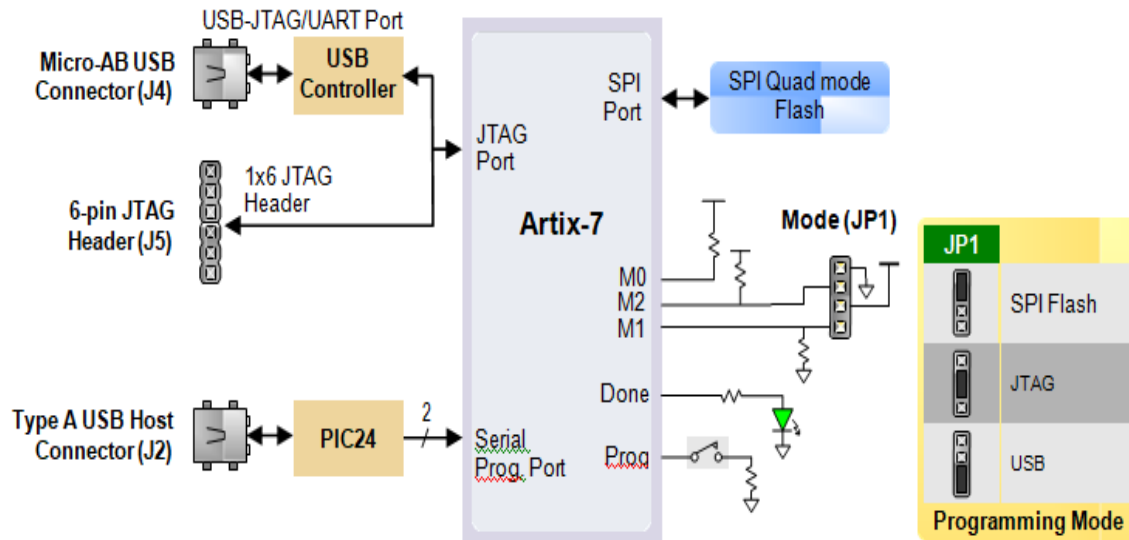 USB-JTAG/UART Port
Micro-AB USB
Connector (J4)
USB
Controller
SPI
Port
SPI Quad mode
Flash
JTAG
Port
1x6 JTAG
Header
6-pin JTAG
Header (J5)
Artix-7
Mode (JP1)
M0
M2
M1
JP1
SPI Flash
JTAG
USB
Programming Mode
Done
Prog
Type A USB Host
Connector (J2)
PIC24
2
Serial
Prog. Port